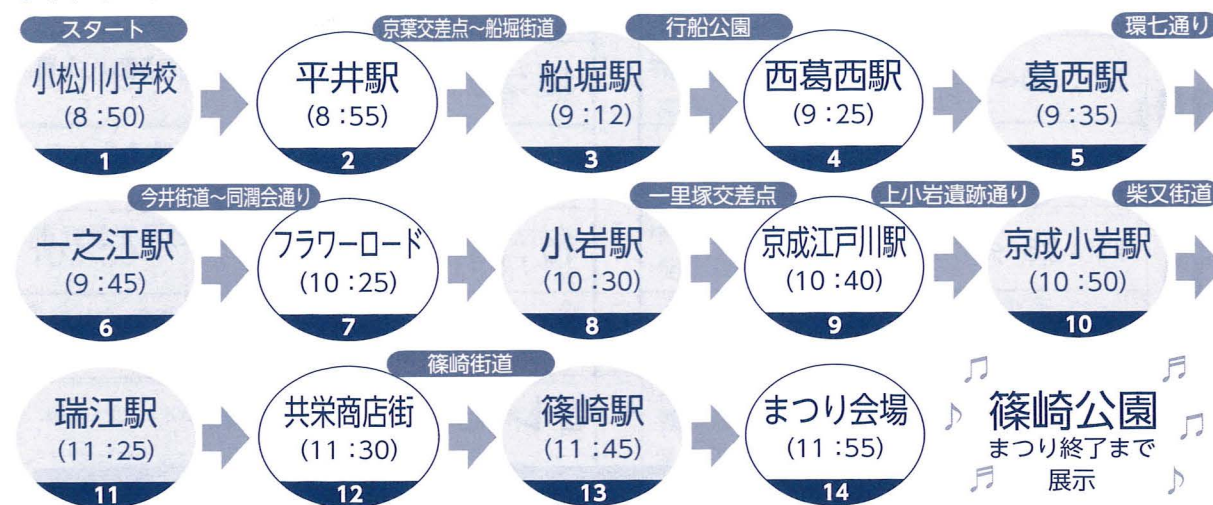 スタート
小松川小学校
(8:50)
1
平井駅
(8:55)
2
京葉交差点～船堀街道
船堀駅
(9:12)
3
行船公園
西葛西駅
(9:25)
4
葛西駅
(9:35)
5
環七通り
一之江駅
(9:45)
6
今井街道～同潤会通り
フラワーロード
(10:25)
7
小岩駅
(10:30)
8
一里塚交差点
京成江戸川駅
(10:40)
9
上小岩遺跡通り
京成小岩駅
(10:50)
10
柴又街道
瑞江駅
(11:25)
11
共栄商店街
(11:30)
12
篠崎街道
篠崎駅
(11:45)
13
まつり会場
(11:55)
14
篠崎公園
まつり終了まで
展示